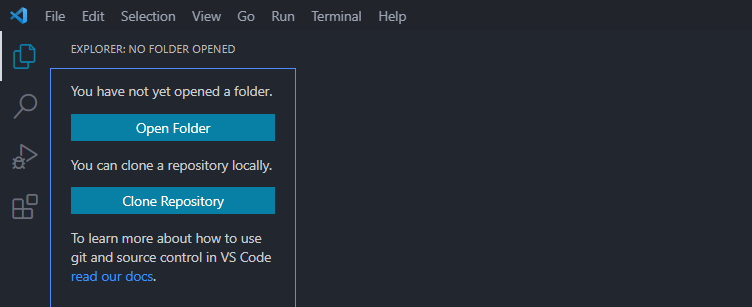 File Edit Selection View Go Run Terminal Help
EXPLORER: NO FOLDER OPENED
You have not yet opened a folder.
Open Folder
You can clone a repository locally.
Clone Repository
To learn more about how to use
git and source control in VS Code
read our docs.